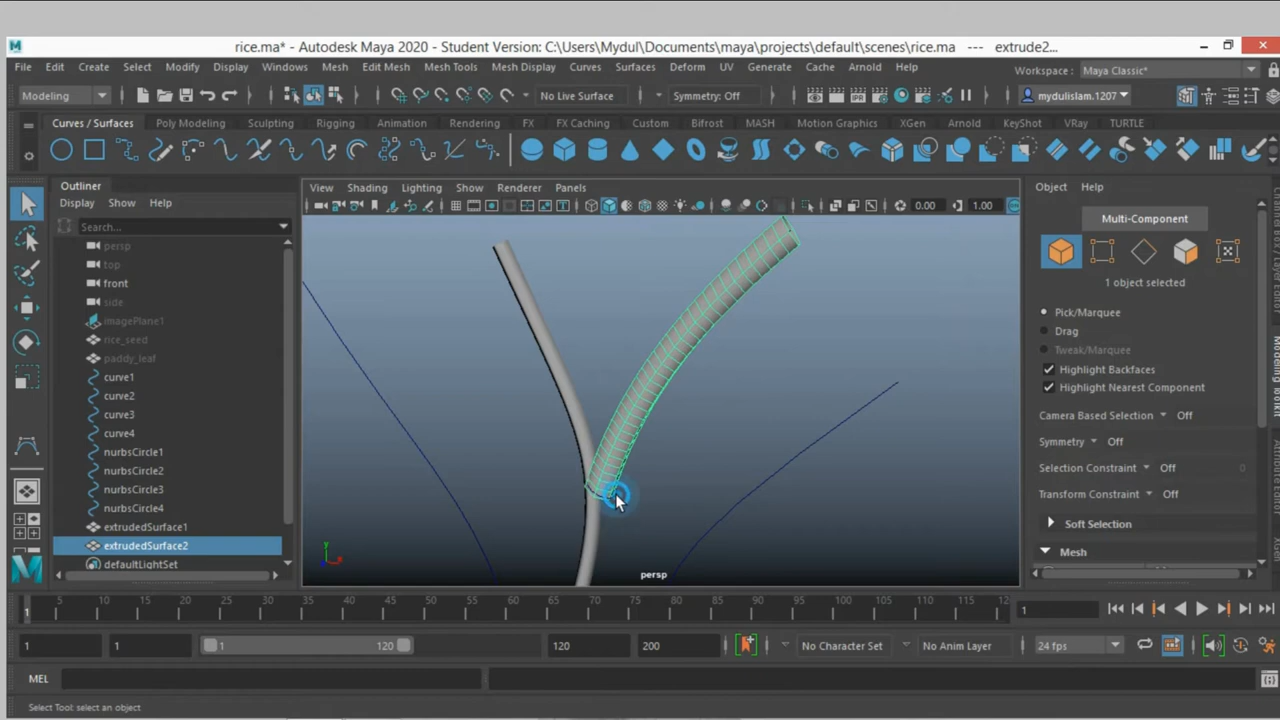 rice.ma* - Autodesk Maya 2020 - Student Version: C:\Users\Mydul\Documents\maya\projects\default\scenes\rice.ma --- extrude2...
File Edit Create Select Modify Display Windows Mesh Edit Mesh Mesh Tools Mesh Display Curves Surfaces Deform UV Generate Cache Arnold Help Workspace : Maya Classic*
Modeling No Live Surface Symmetry: Off mydulislam.1207
Curves / Surfaces Poly Modeling Sculpting Rigging Animation Rendering FX FX Caching Custom Bifrost MASH Motion Graphics XGen Arnold KeyShot VRay TURTLE
Outliner
Display Show Help
Search...
persp
top
front
side
imagePlane1
rice_seed
paddy_leaf
curve1
curve2
curve3
curve4
nurbsCircle1
nurbsCircle2
nurbsCircle3
nurbsCircle4
extrudedSurface1
extrudedSurface2
defaultLightSet
View Shading Lighting Show Renderer Panels
0.00 1.00
y
persp
Object Help
Multi-Component
1 object selected
Pick/Marquee
Drag
Tweak/Marquee
Highlight Backfaces
Highlight Nearest Component
Camera Based Selection Off
Symmetry Off
Selection Constraint Off 0
Transform Constraint Off
Soft Selection
Mesh
Modeling Toolkit
5 10 15 20 25 30 35 40 45 50 55 60 65 70 75 80 85 90 95 100 105 110 115 12
1 1
1 1 1 120 120 200 No Character Set No Anim Layer 24 fps
MEL
Select Tool: select an object